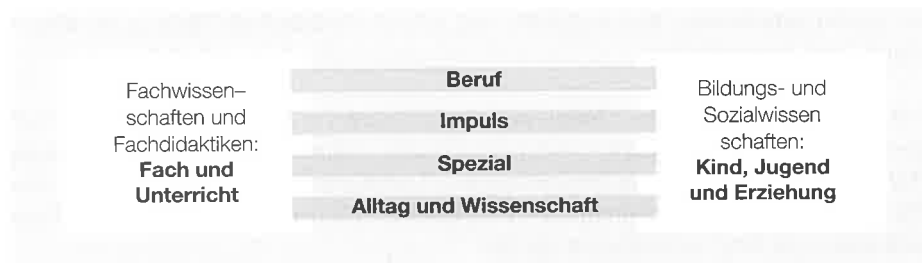 Fachwissen–
schaften und
Fachdidaktiken:
Fach und
Unterricht
Beruf
Impuls
Spezial
Alltag und Wissenschaft
Bildungs- und
Sozialwissen
schaften:
Kind, Jugend
und Erziehung